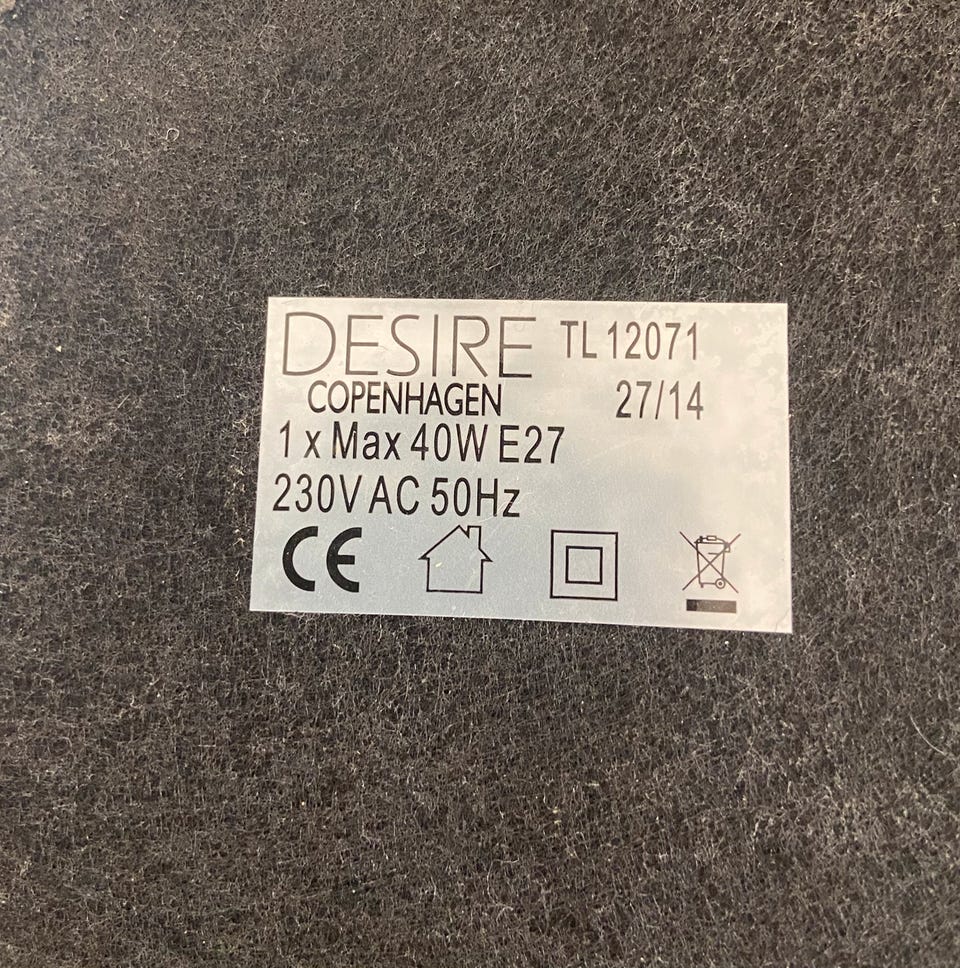 DESIRE TL 12071
COPENHAGEN 27/14
1 x Max 40W E27
230V AC 50Hz
CE